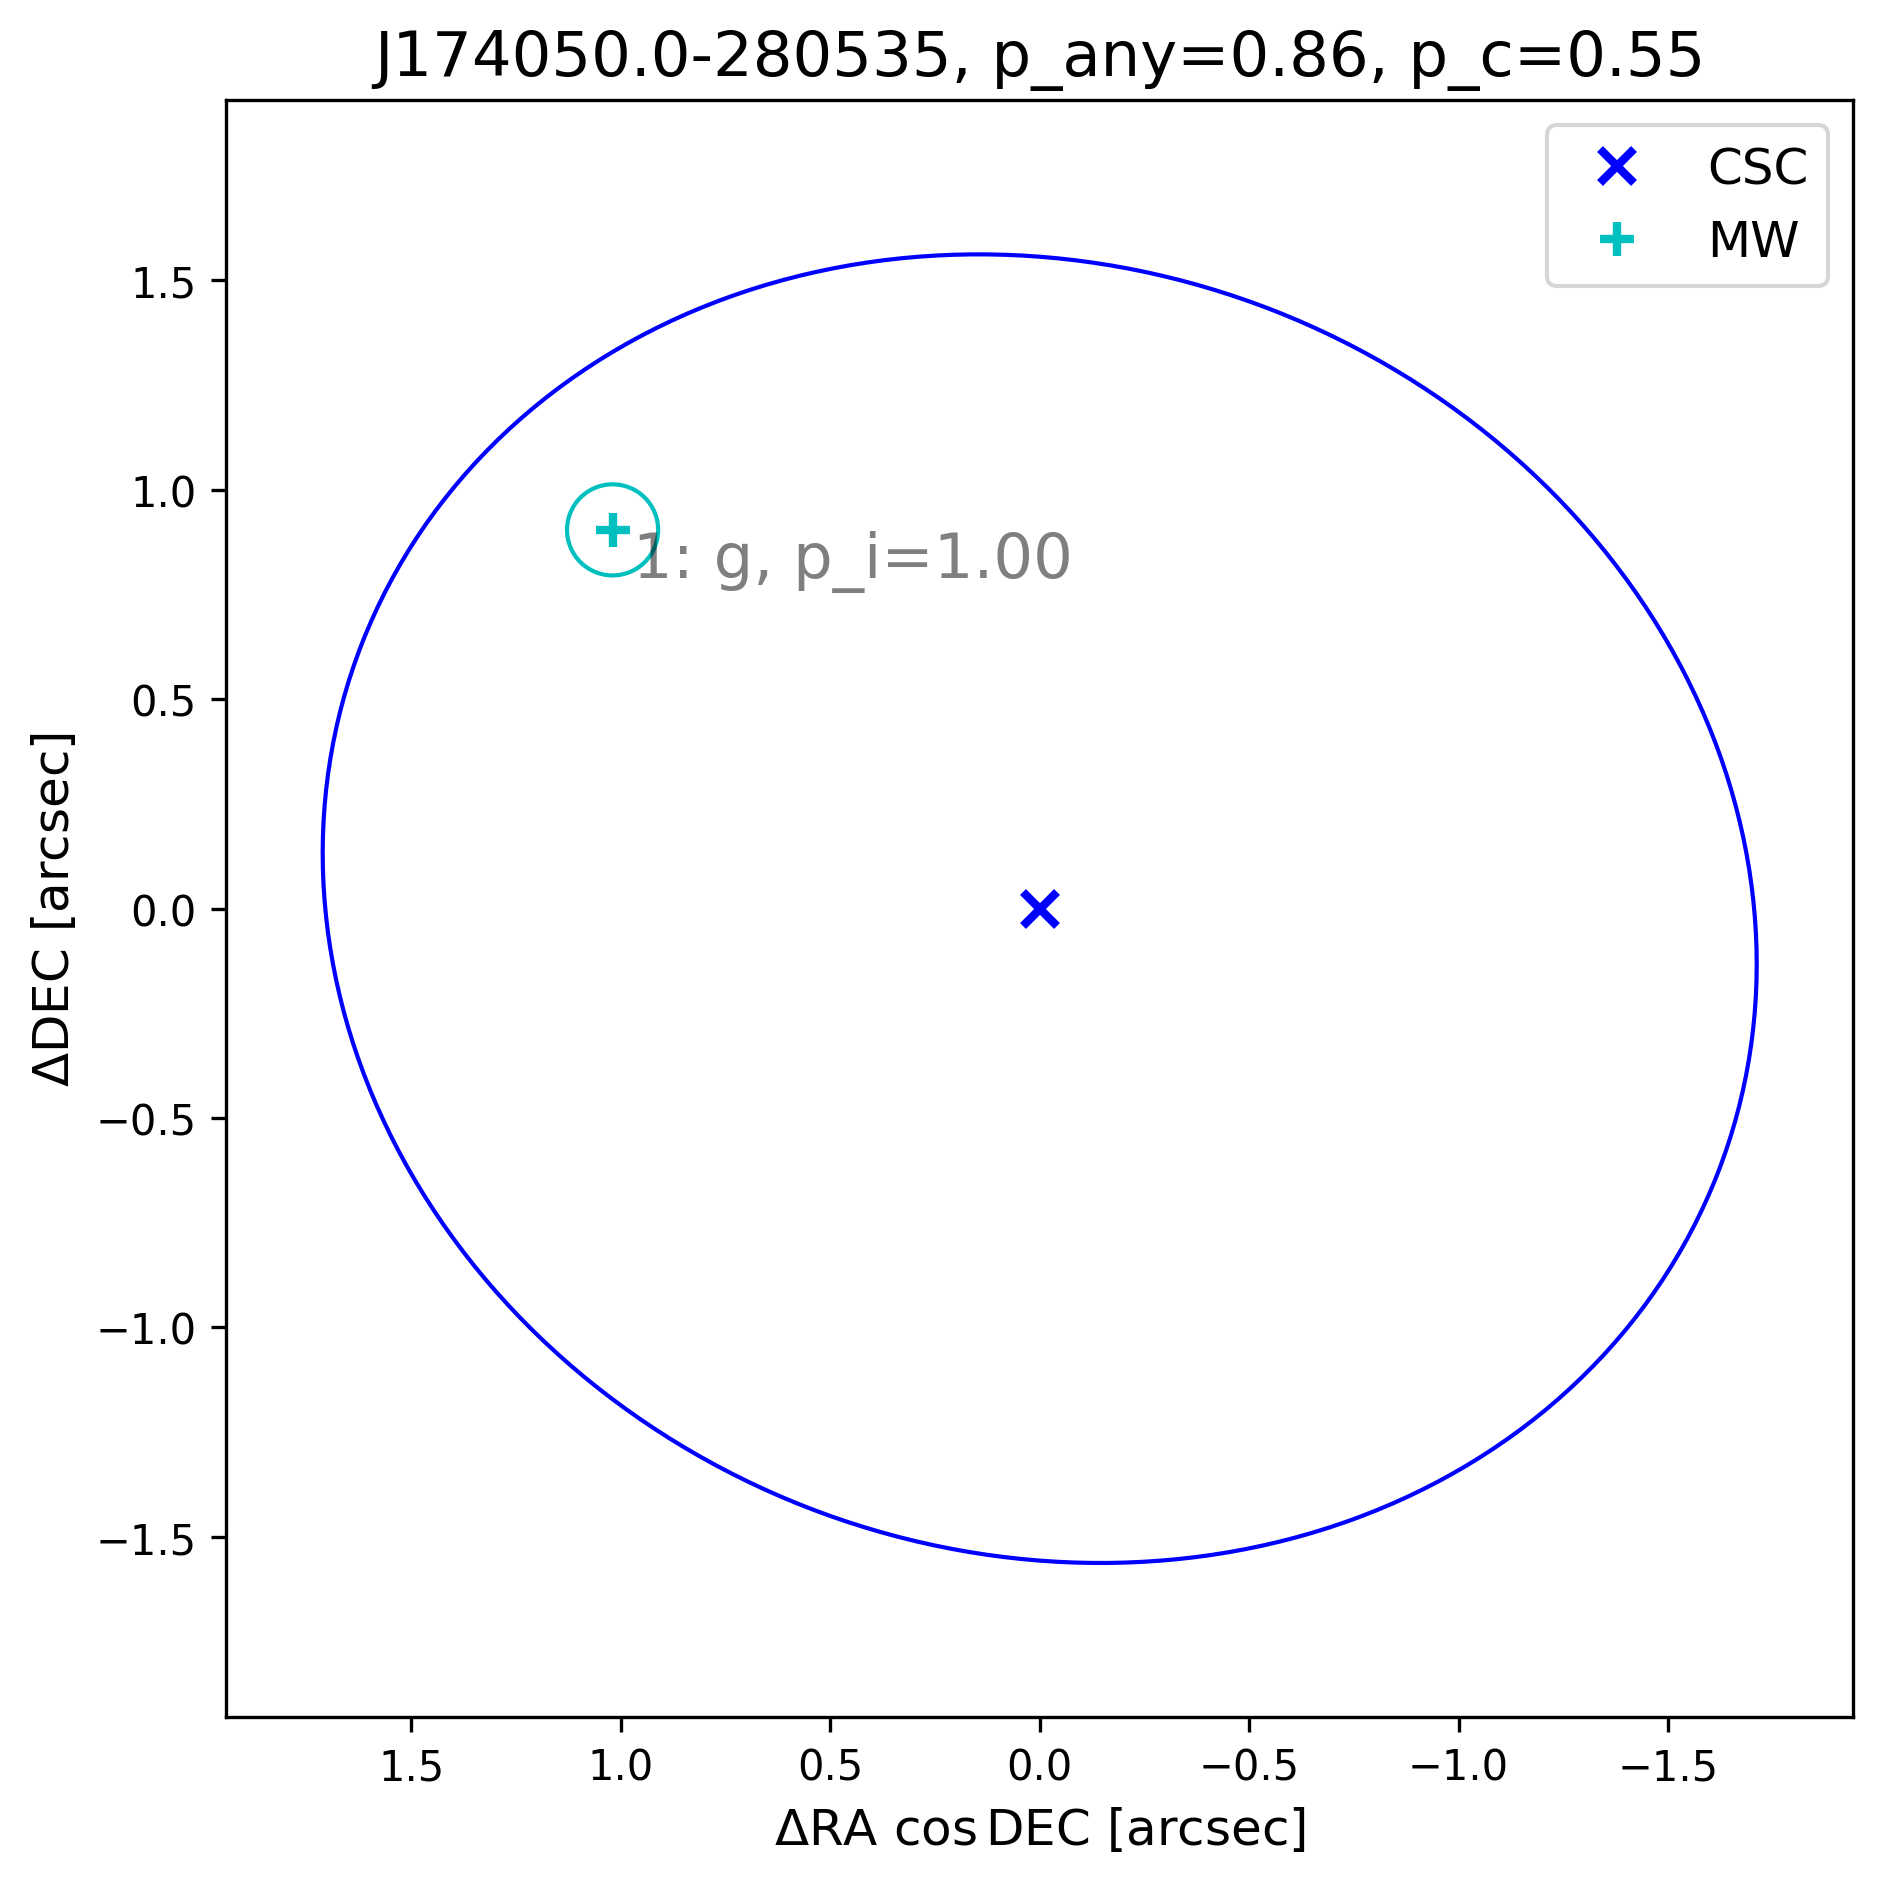 J174050.0-280535, p_any=0.86, p_c=0.55
CSC
MW
1: g, p_i=1.00
1.5
1.0
0.5
0.0
−0.5
−1.0
−1.5
ΔDEC [arcsec]
1.5 1.0 0.5 0.0 −0.5 −1.0 −1.5
ΔRA cos DEC [arcsec]